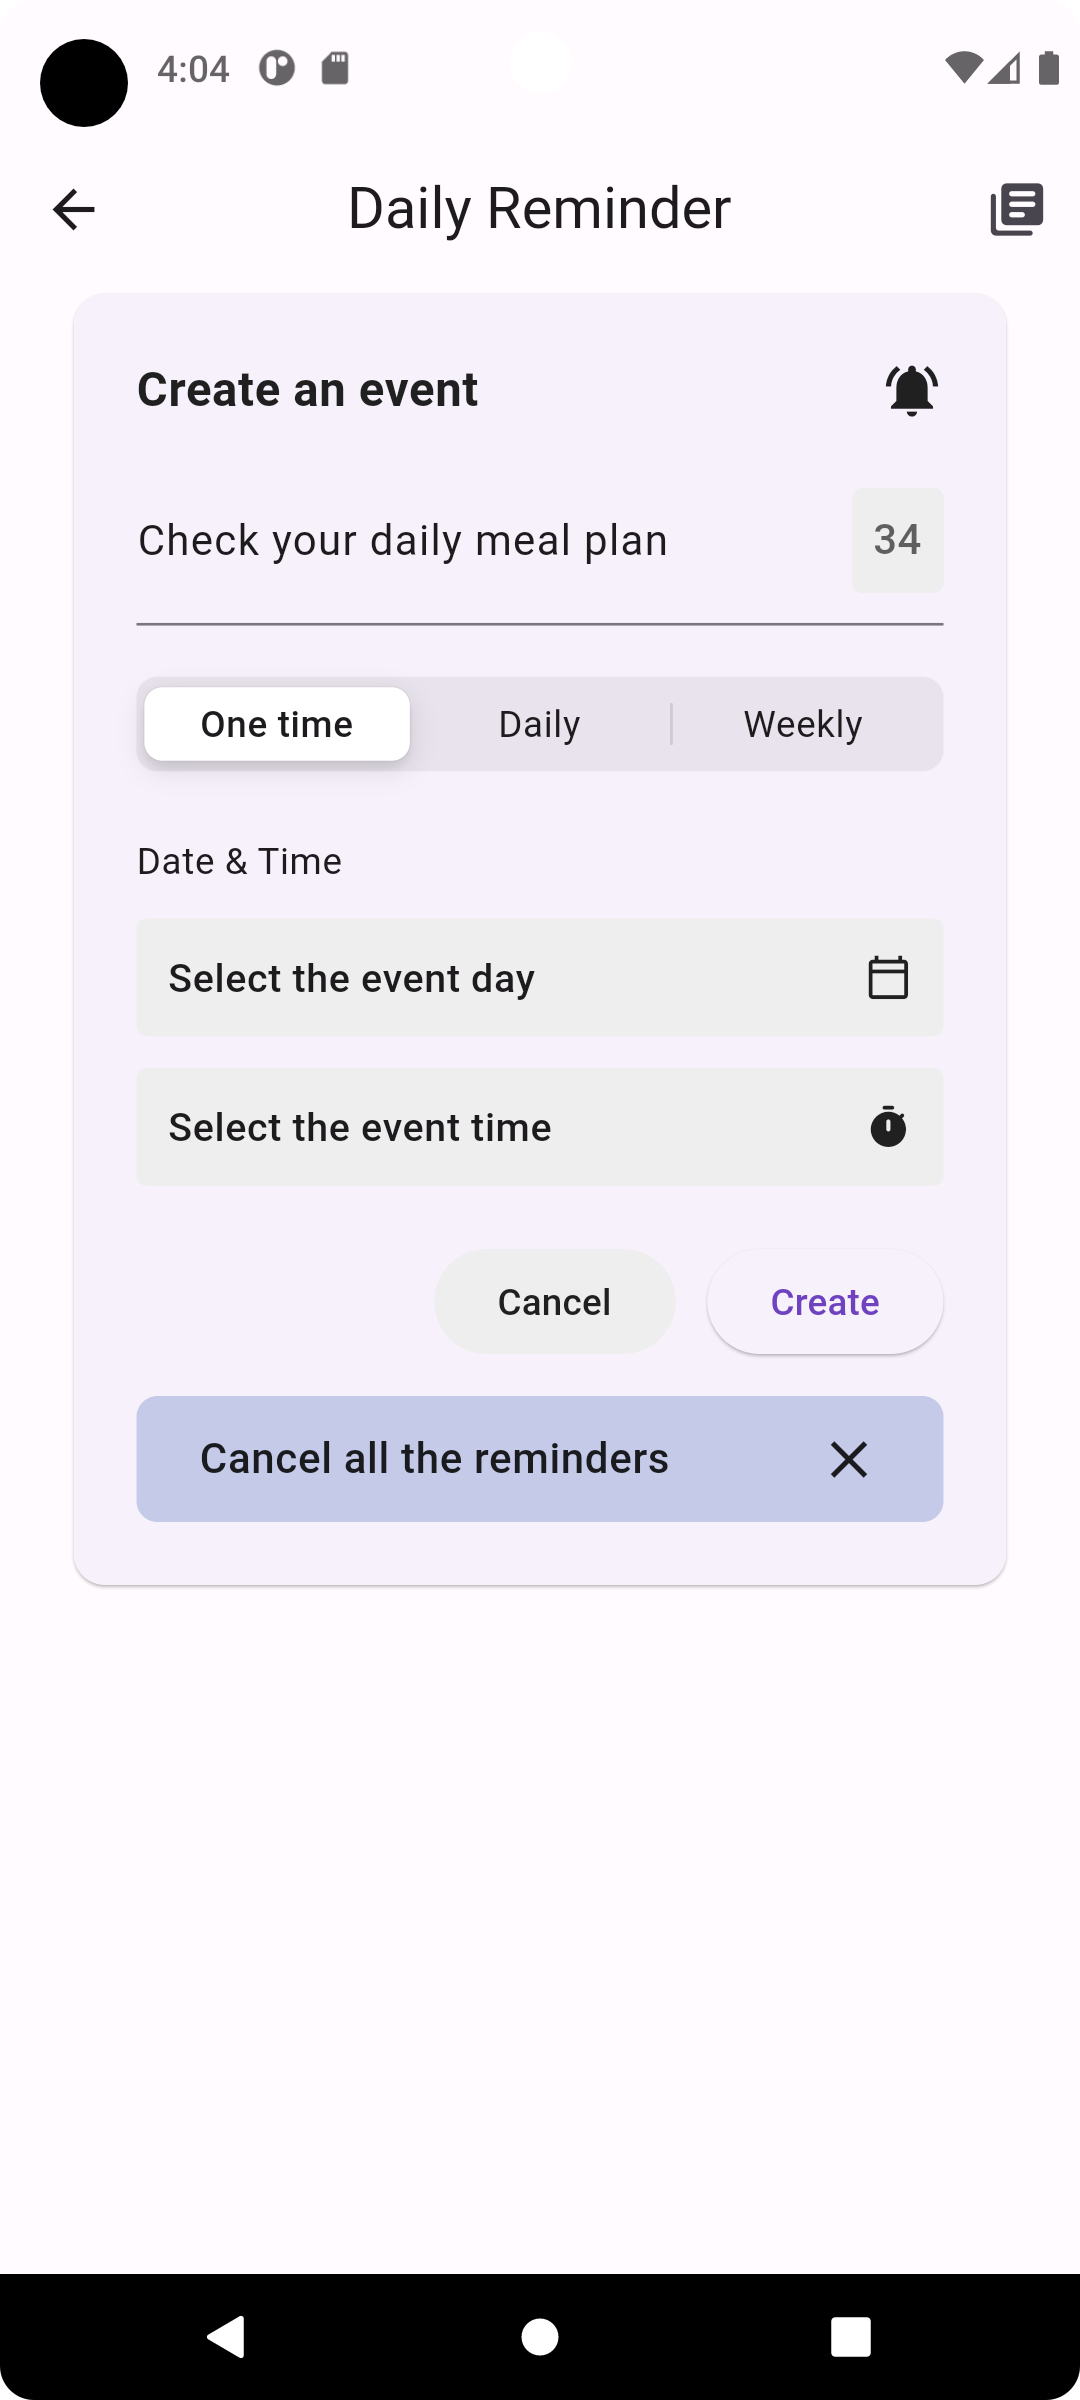 4:04
Daily Reminder
Create an event
Check your daily meal plan 34
One time Daily Weekly
Date & Time
Select the event day
Select the event time
Cancel Create
Cancel all the reminders